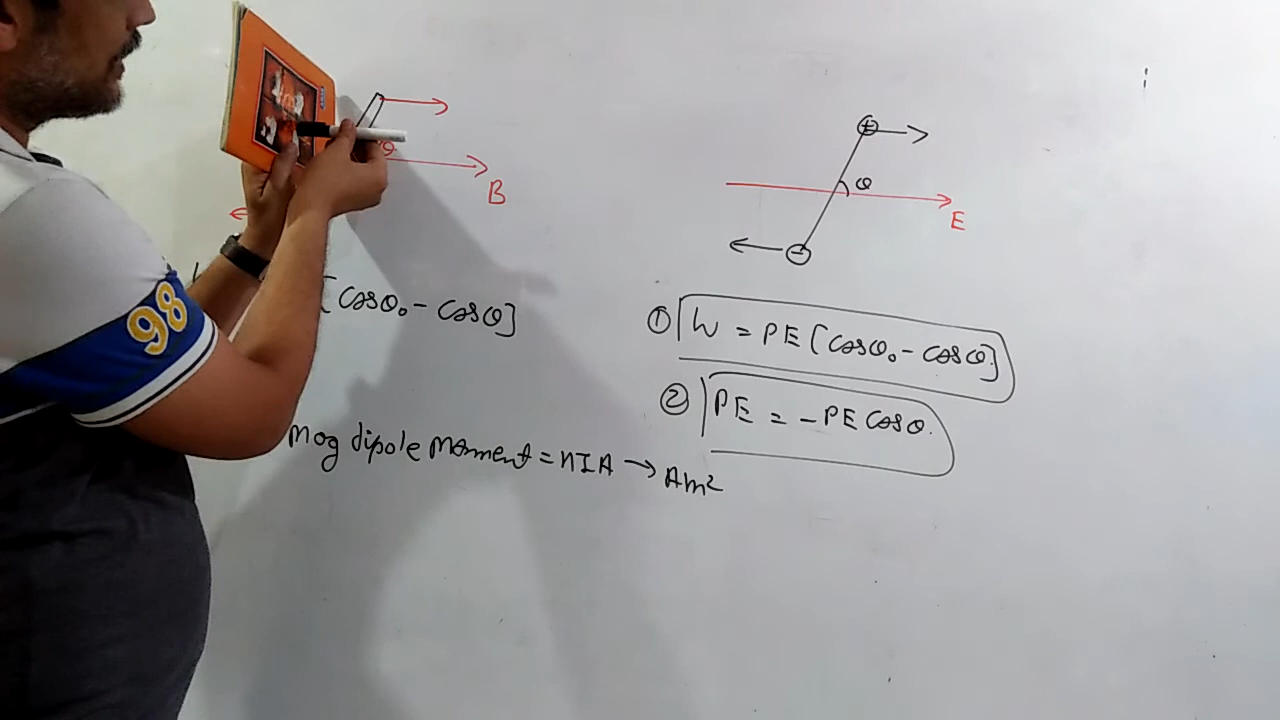 θ
B
[cosθ₀ - cosθ]
Mag dipole Moment = nIA → Am²
98
+
θ
E
−
① W = PE [cosθ₀ - cosθ]
② PE = -PE cosθ.